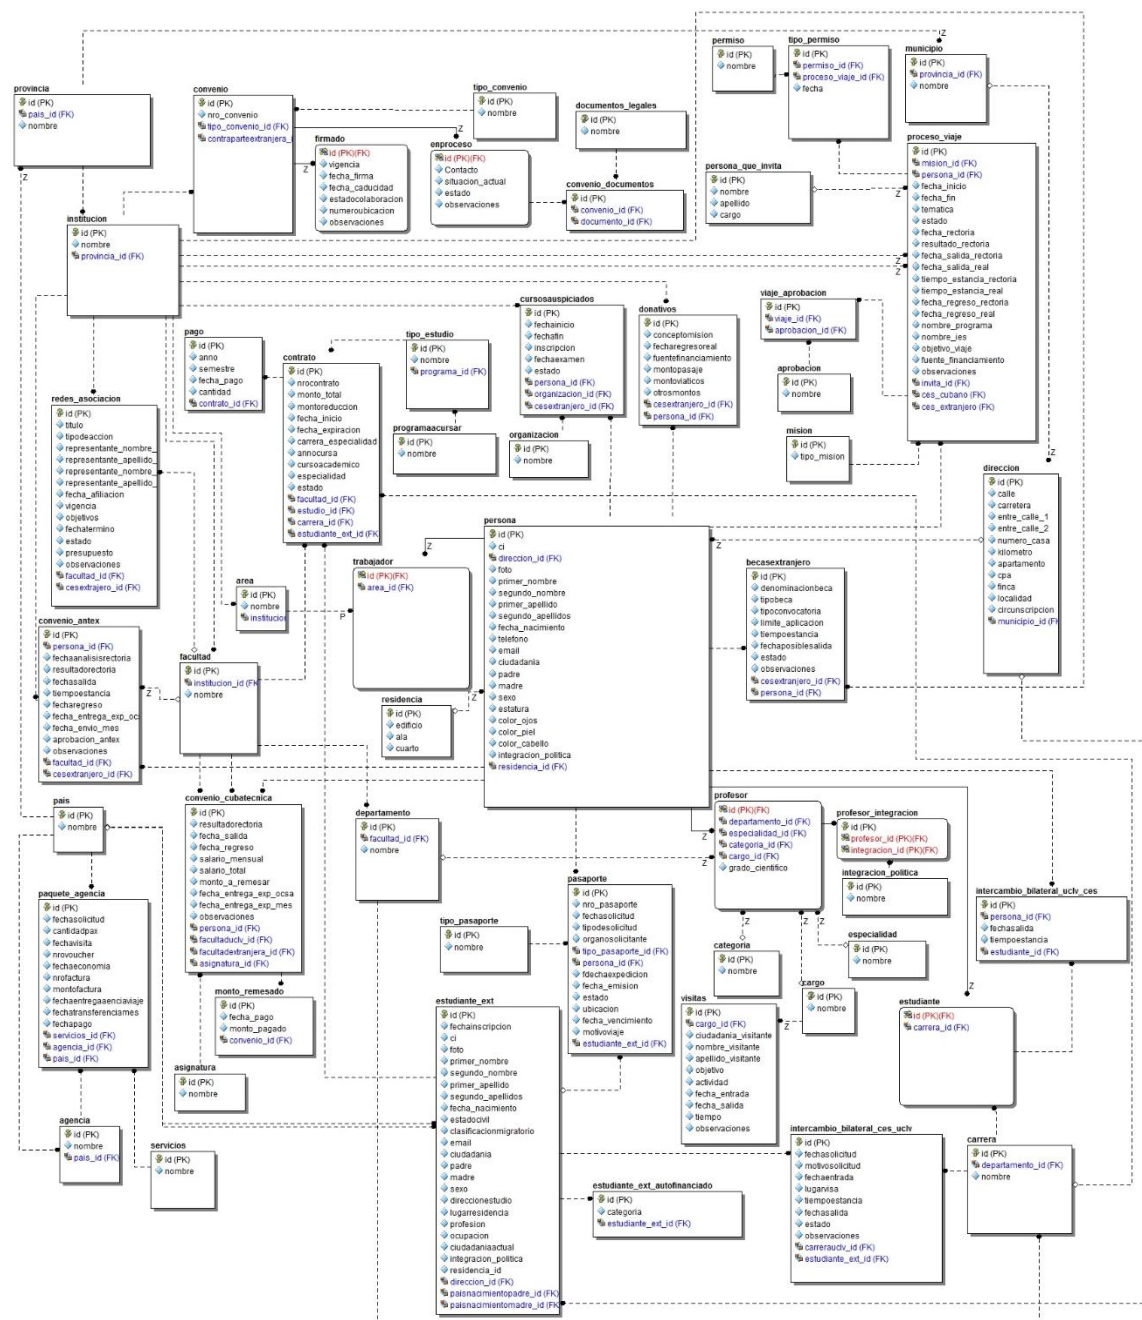 permiso
id (PK)
nombre
tipo_permiso
id (PK)
permiso_id (FK)
proceso_viaje_id (FK)
fecha
municipio
id (PK)
provincia_id (FK)
nombre
Z
provincia
id (PK)
pais_id (FK)
nombre
Z
convenio
id (PK)
nro_convenio
tipo_convenio_id (FK)
contraparteextranjera_i
tipo_convenio
id (PK)
nombre
documentos_legales
id (PK)
nombre
firmado
id (PK)(FK)
vigencia
fecha_firma
fecha_caducidad
estadocolaboracion
numeroubicacion
observaciones
Z
enproceso
id (PK)(FK)
Contacto
situacion_actual
estado
observaciones
Z
convenio_documentos
id (PK)
convenio_id (FK)
documento_id (FK)
persona_que_invita
id (PK)
nombre
apellido
cargo
proceso_viaje
id (PK)
mision_id (FK)
persona_id (FK)
fecha_inicio
fecha_fin
tematica
estado
fecha_rectoria
resultado_rectoria
fecha_salida_rectoria
fecha_salida_real
tiempo_estancia_rectoria
tiempo_estancia_real
fecha_regreso_rectoria
fecha_regreso_real
nombre_programa
nombre_ies
objetivo_viaje
fuente_financiamiento
observaciones
invita_id (FK)
ces_cubano (FK)
ces_extranjero (FK)
Z
Z
Z
institucion
id (PK)
nombre
provincia_id (FK)
viaje_aprobacion
id (PK)
viaje_id (FK)
aprobacion_id (FK)
aprobacion
id (PK)
nombre
mision
id (PK)
tipo_mision
pago
id (PK)
anno
semestre
fecha_pago
cantidad
contrato_id (FK)
contrato
id (PK)
nrocontrato
monto_total
montoreduccion
fecha_inicio
fecha_expiracion
carrera_especialidad
annocursa
cursoacademico
especialidad
estado
facultad_id (FK)
estudio_id (FK)
carrera_id (FK)
estudiante_ext_id (FK)
tipo_estudio
id (PK)
nombre
programa_id (FK)
programaacursar
id (PK)
nombre
cursosauspiciados
id (PK)
fechainicio
fechafin
inscripcion
fechaexamen
estado
persona_id (FK)
organizacion_id (FK)
cesextranjero_id (FK)
organizacion
id (PK)
nombre
donativos
id (PK)
conceptomision
fecharegresoreal
fuentefinanciamiento
montopasaje
montoviaticos
otrosmontos
cesextranjero_id (FK)
persona_id (FK)
redes_asociacion
id (PK)
titulo
tipodeaccion
representante_nombre_
representante_apellido_
representante_nombre_
representante_apellido_
fecha_afiliacion
vigencia
objetivos
fechatermino
estado
presupuesto
observaciones
facultad_id (FK)
cesextrajero_id (FK)
direccion
id (PK)
calle
carretera
entre_calle_1
entre_calle_2
numero_casa
kilometro
apartamento
cpa
finca
localidad
circunscripcion
municipio_id (Fk
Z
area
id (PK)
nombre
institucion
trabajador
id (PK)(FK)
area_id (FK)
P
Z
persona
id (PK)
ci
direccion_id (FK)
foto
primer_nombre
segundo_nombre
primer_apellido
segundo_apellidos
fecha_nacimiento
telefono
email
ciudadania
padre
madre
sexo
estatura
color_ojos
color_piel
color_cabello
integracion_politica
residencia_id (FK)
Z
Z
becasextranjero
id (PK)
denominacionbeca
tipobeca
tipoconvocatoria
limite_aplicacion
tiempoestancia
fechaposiblesalida
estado
observaciones
cesextranjero_id (FK)
persona_id (FK)
convenio_antex
id (PK)
persona_id (FK)
fechaanalisisrectoria
resultadorectoria
fechasalida
tiempoestancia
fecharegreso
fecha_entrega_exp_ocs
fecha_envio_mes
aprobacion_antex
observaciones
facultad_id (FK)
cesextranjero_id (FK)
Z
facultad
id (PK)
institucion_id (FK
nombre
residencia
id (PK)
edificio
ala
cuarto
pais
id (PK)
nombre
convenio_cubatecnica
id (PK)
resultadorectoria
fecha_salida
fecha_regreso
salario_mensual
salario_total
monto_a_remesar
fecha_entrega_exp_ocsa
fecha_entrega_exp_mes
observaciones
persona_id (FK)
facultaduclv_id (FK)
facultadextranjera_id (FK)
asignatura_id (FK)
departamento
id (PK)
facultad_id (FK)
nombre
profesor
id (PK)(FK)
departamento_id (FK)
especialidad_id (FK)
categoria_id (FK)
cargo_id (FK)
grado_cientifico
Z
Z
Z
Z
Z
profesor_integracion
id (PK)
profesor_id (PK)(FK)
integracion_id (PK)(FK)
integracion_politica
id (PK)
nombre
intercambio_bilateral_uclv_ces
id (PK)
persona_id (FK)
fechasalida
tiempoestancia
estudiante_id (FK)
paquete_agencia
id (PK)
fechasolicitud
cantidadpax
fechavisita
nrovoucher
fechaeconomia
nrofactura
montofactura
fechaentregaaenciaviaje
fechatransferenciames
fechapago
servicios_id (FK)
agencia_id (FK)
pais_id (FK)
tipo_pasaporte
id (PK)
nombre
pasaporte
id (PK)
nro_pasaporte
fechasolicitud
tipodesolicitud
organosolicitante
tipo_pasaporte_id (FK)
persona_id (FK)
fdechaexpedicion
fecha_emision
estado
ubicacion
fecha_vencimiento
motivoviaje
estudiante_ext_id (FK)
categoria
id (PK)
nombre
especialidad
id (PK)
nombre
cargo
id (PK)
nombre
monto_remesado
id (PK)
fecha_pago
monto_pagado
convenio_id (FK)
asignatura
id (PK)
nombre
visitas
id (PK)
cargo_id (FK)
ciudadania_visitante
nombre_visitante
apellido_visitante
objetivo
actividad
fecha_entrada
fecha_salida
tiempo
observaciones
Z
estudiante
id (PK)(FK)
carrera_id (FK)
Z
estudiante_ext
id (PK)
fechainscripcion
ci
foto
primer_nombre
segundo_nombre
primer_apellido
segundo_apellidos
fecha_nacimiento
estadocivil
clasificacionmigratorio
email
ciudadania
padre
madre
sexo
direccionestudio
lugarresidencia
profesion
ocupacion
ciudadaniaactual
integracion_politica
residencia_id
direccion_id (FK)
paisnacimientopadre_id (FK)
paisnacimientomadre_id (FK)
agencia
id (PK)
nombre
pais_id (FK)
servicios
id (PK)
nombre
estudiante_ext_autofinanciado
id (PK)
categoria
estudiante_ext_id (FK)
intercambio_bilateral_ces_uclv
id (PK)
fechasolicitud
motivosolicitud
fechaentrada
lugarvisa
tiempoestancia
fechasalida
estado
observaciones
carrerauclv_id (FK)
estudiante_ext_id (FK)
carrera
id (PK)
departamento_id (FK)
nombre